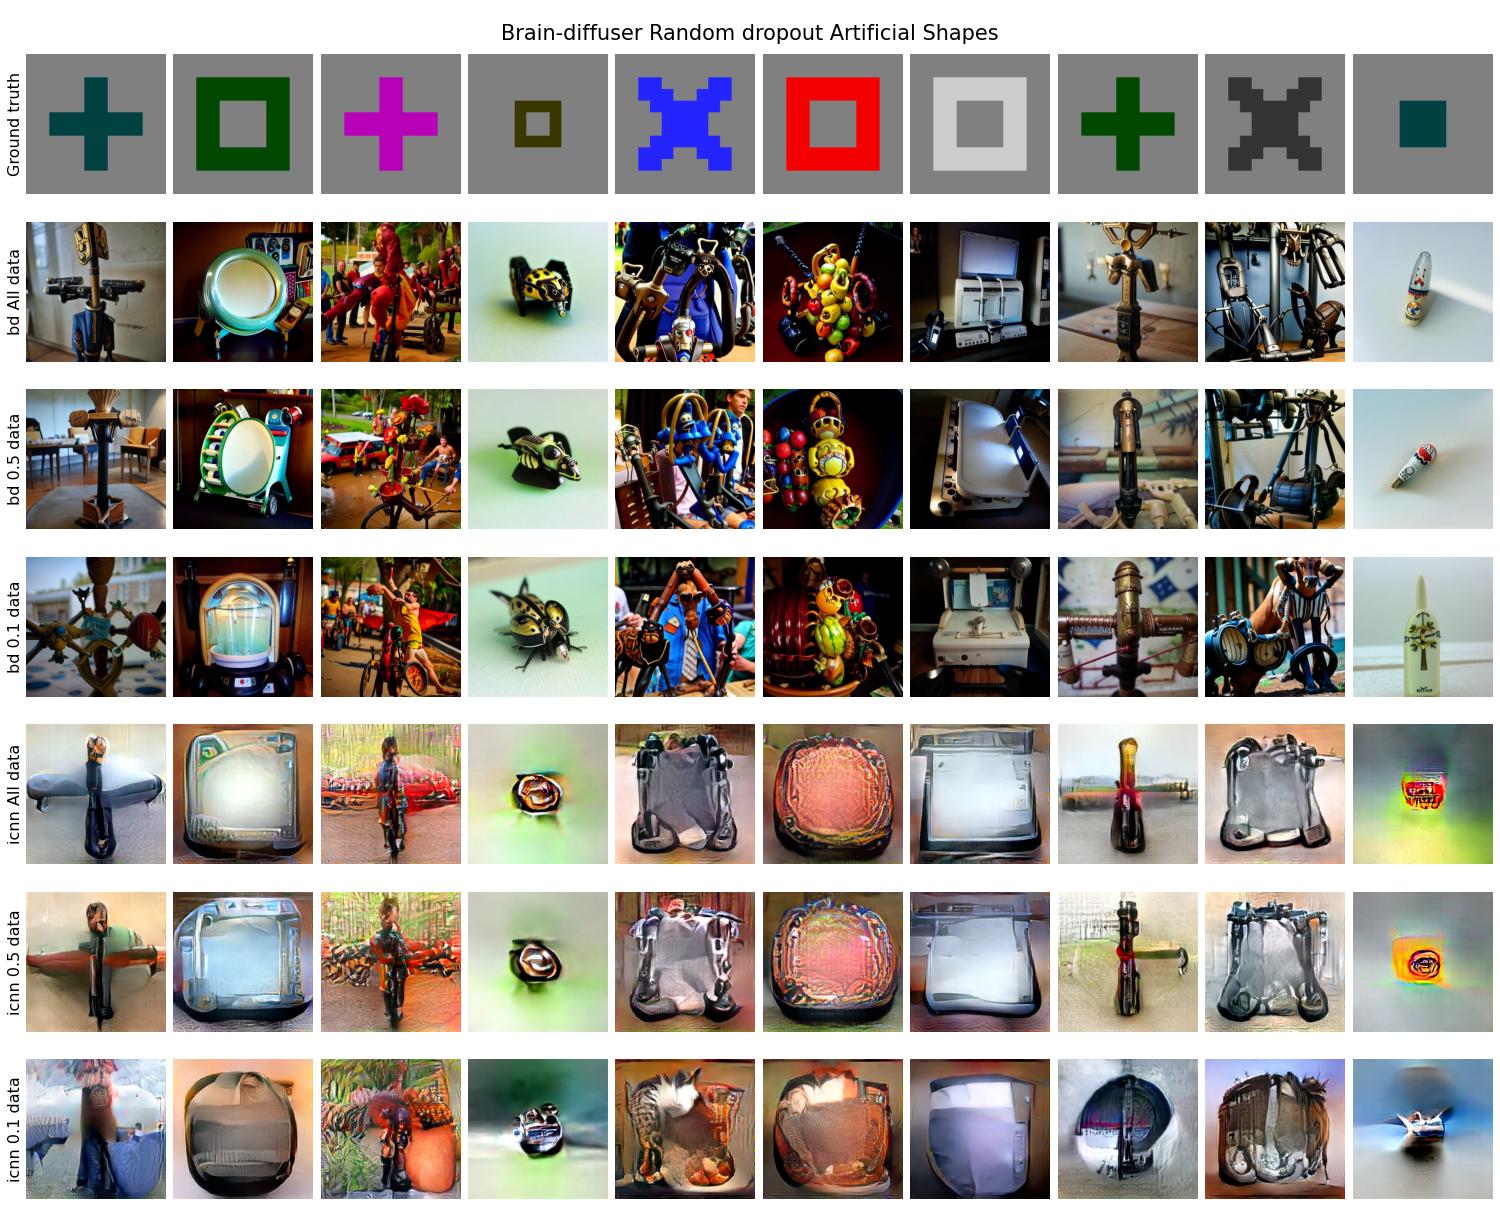 Brain-diffuser Random dropout Artificial Shapes
Ground truth
bd All data
bd 0.5 data
bd 0.1 data
icnn All data
icnn 0.5 data
icnn 0.1 data